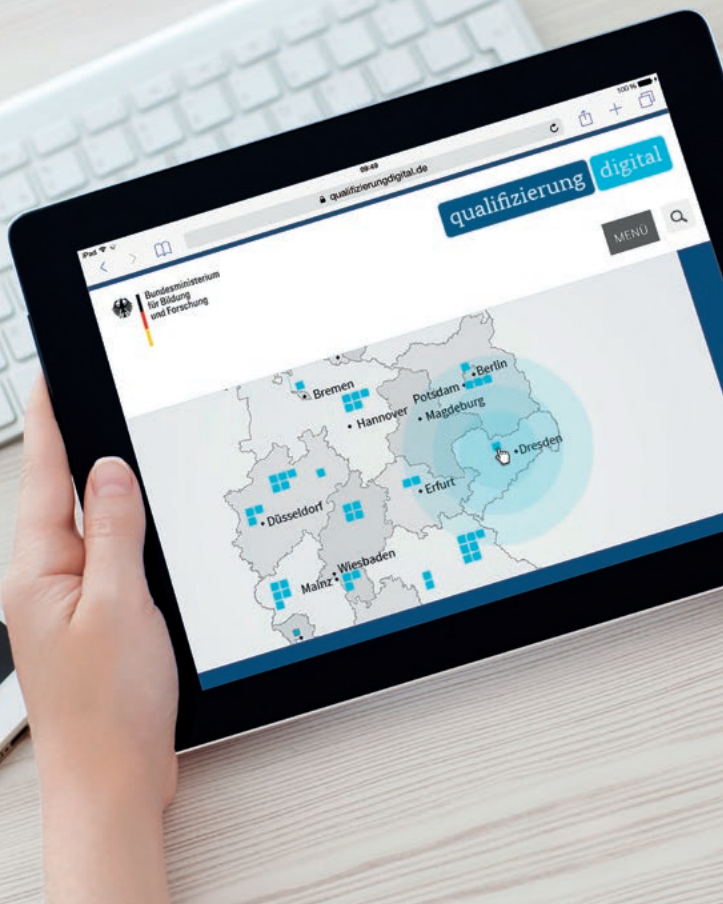 iPad
09:49
100 %
qualifizierungdigital.de
qualifizierung digital
MENÜ
Bundesministerium
für Bildung
und Forschung
Bremen
Hannover
Berlin
Potsdam
Magdeburg
Dresden
Erfurt
Düsseldorf
Wiesbaden
Mainz